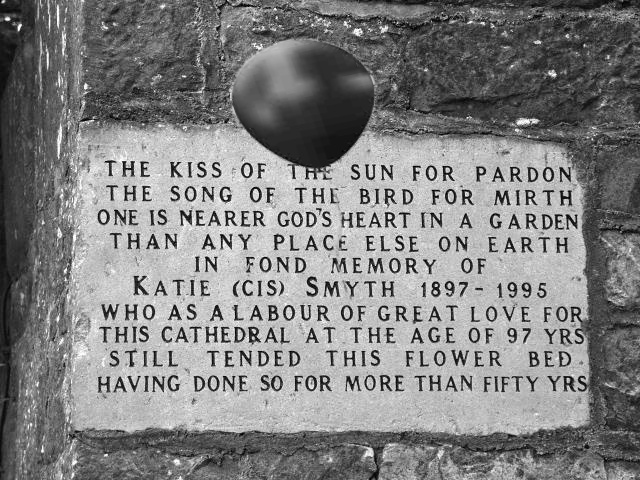 THE KISS OF THE SUN FOR PARDON
THE SONG OF THE BIRD FOR MIRTH
ONE IS NEARER GOD'S HEART IN A GARDEN
THAN ANY PLACE ELSE ON EARTH
IN FOND MEMORY OF
KATIE (CIS) SMYTH 1897-1995
WHO AS A LABOUR OF GREAT LOVE FOR
THIS CATHEDRAL AT THE AGE OF 97 YRS
STILL TENDED THIS FLOWER BED
HAVING DONE SO FOR MORE THAN FIFTY YRS